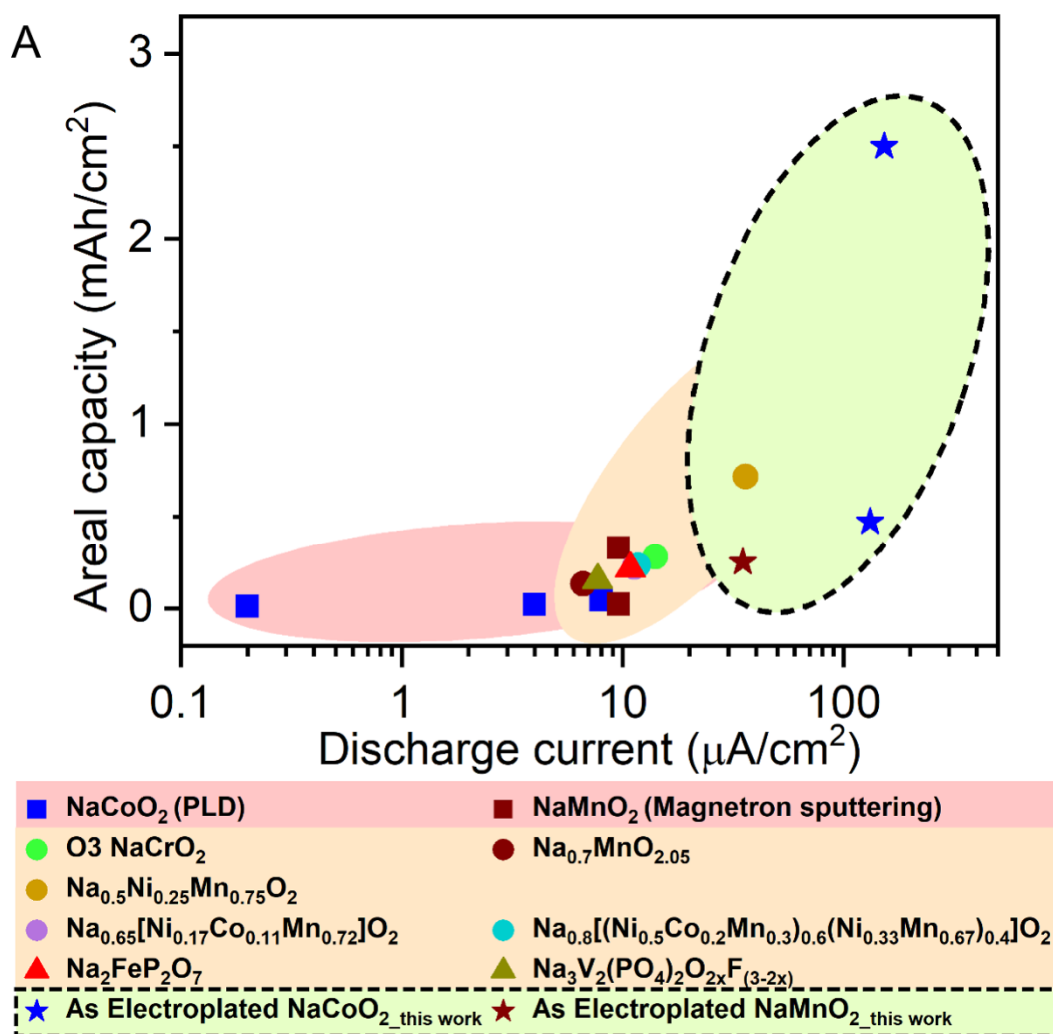 A
3
2
1
0
Areal capacity (mAh/cm²)
0.1 1 10 100
Discharge current (μA/cm²)
NaCoO₂ (PLD) NaMnO₂ (Magnetron sputtering)
O3 NaCrO₂ Na₀.₇MnO₂.₀₅
Na₀.₅Ni₀.₂₅Mn₀.₇₅O₂
Na₀.₆₅[Ni₀.₁₇Co₀.₁₁Mn₀.₇₂]O₂ Na₀.₈[(Ni₀.₅Co₀.₂Mn₀.₃)₀.₆(Ni₀.₃₃Mn₀.₆₇)₀.₄]O₂
Na₂FeP₂O₇ Na₃V₂(PO₄)₂O₂ₓF₍₃₋₂ₓ₎
As Electroplated NaCoO₂_this work As Electroplated NaMnO₂_this work